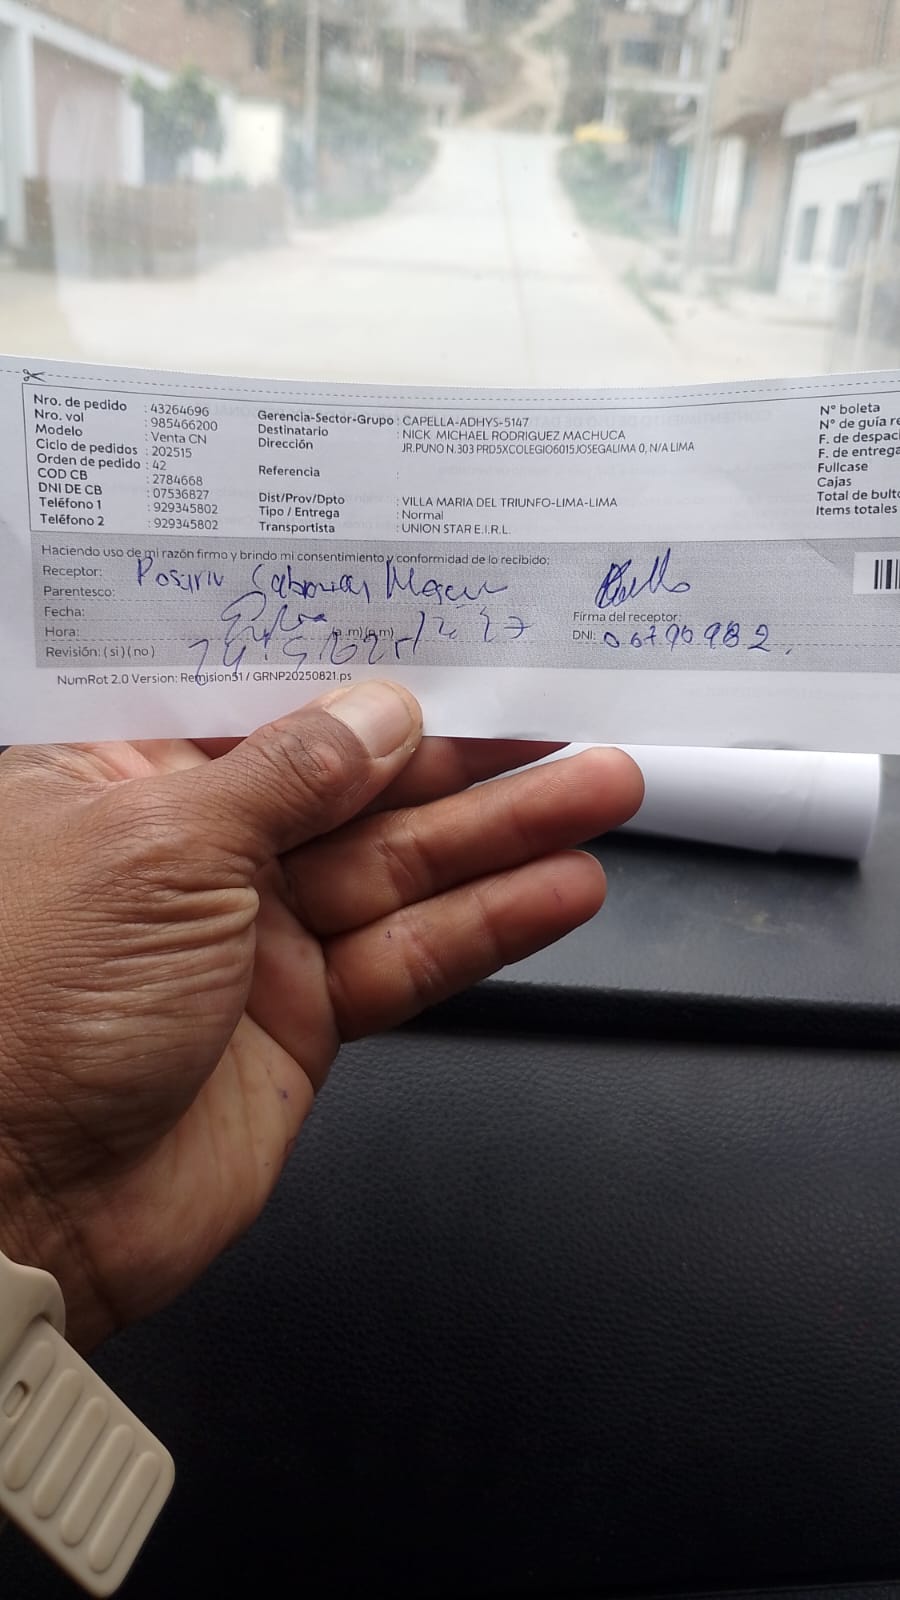 Nro. de pedido : 43264696
Nro. vol : 985466200
Modelo : Venta CN
Ciclo de pedidos : 202515
Orden de pedido : 42
COD CB : 2784668
DNI DE CB : 07536827
Teléfono 1 : 929345802
Teléfono 2 : 929345802
Gerencia-Sector-Grupo : CAPELLA-ADHYS-5147
Destinatario : NICK MICHAEL RODRIGUEZ MACHUCA
Dirección : JR.PUNO N.303 PRD5XCOLEGIO6015JOSEGALIMA 0, N/A LIMA
Referencia :
Dist/Prov/Dpto : VILLA MARIA DEL TRIUNFO-LIMA-LIMA
Tipo / Entrega : Normal
Transportista : UNION STAR E.I.R.L.
N° boleta
N° de guía re
F. de despac
F. de entrega
Fullcase
Cajas
Total de bult
Items totales
Haciendo uso de mi razón firmo y brindo mi consentimiento y conformidad de lo recibido:
Receptor:
Parentesco:
Fecha:
Hora: (a.m)(p.m)
Revisión: ( si ) ( no )
Firma del receptor:
DNI: 06790982
NumRot 2.0 Version: Remision51 / GRNP20250821.ps